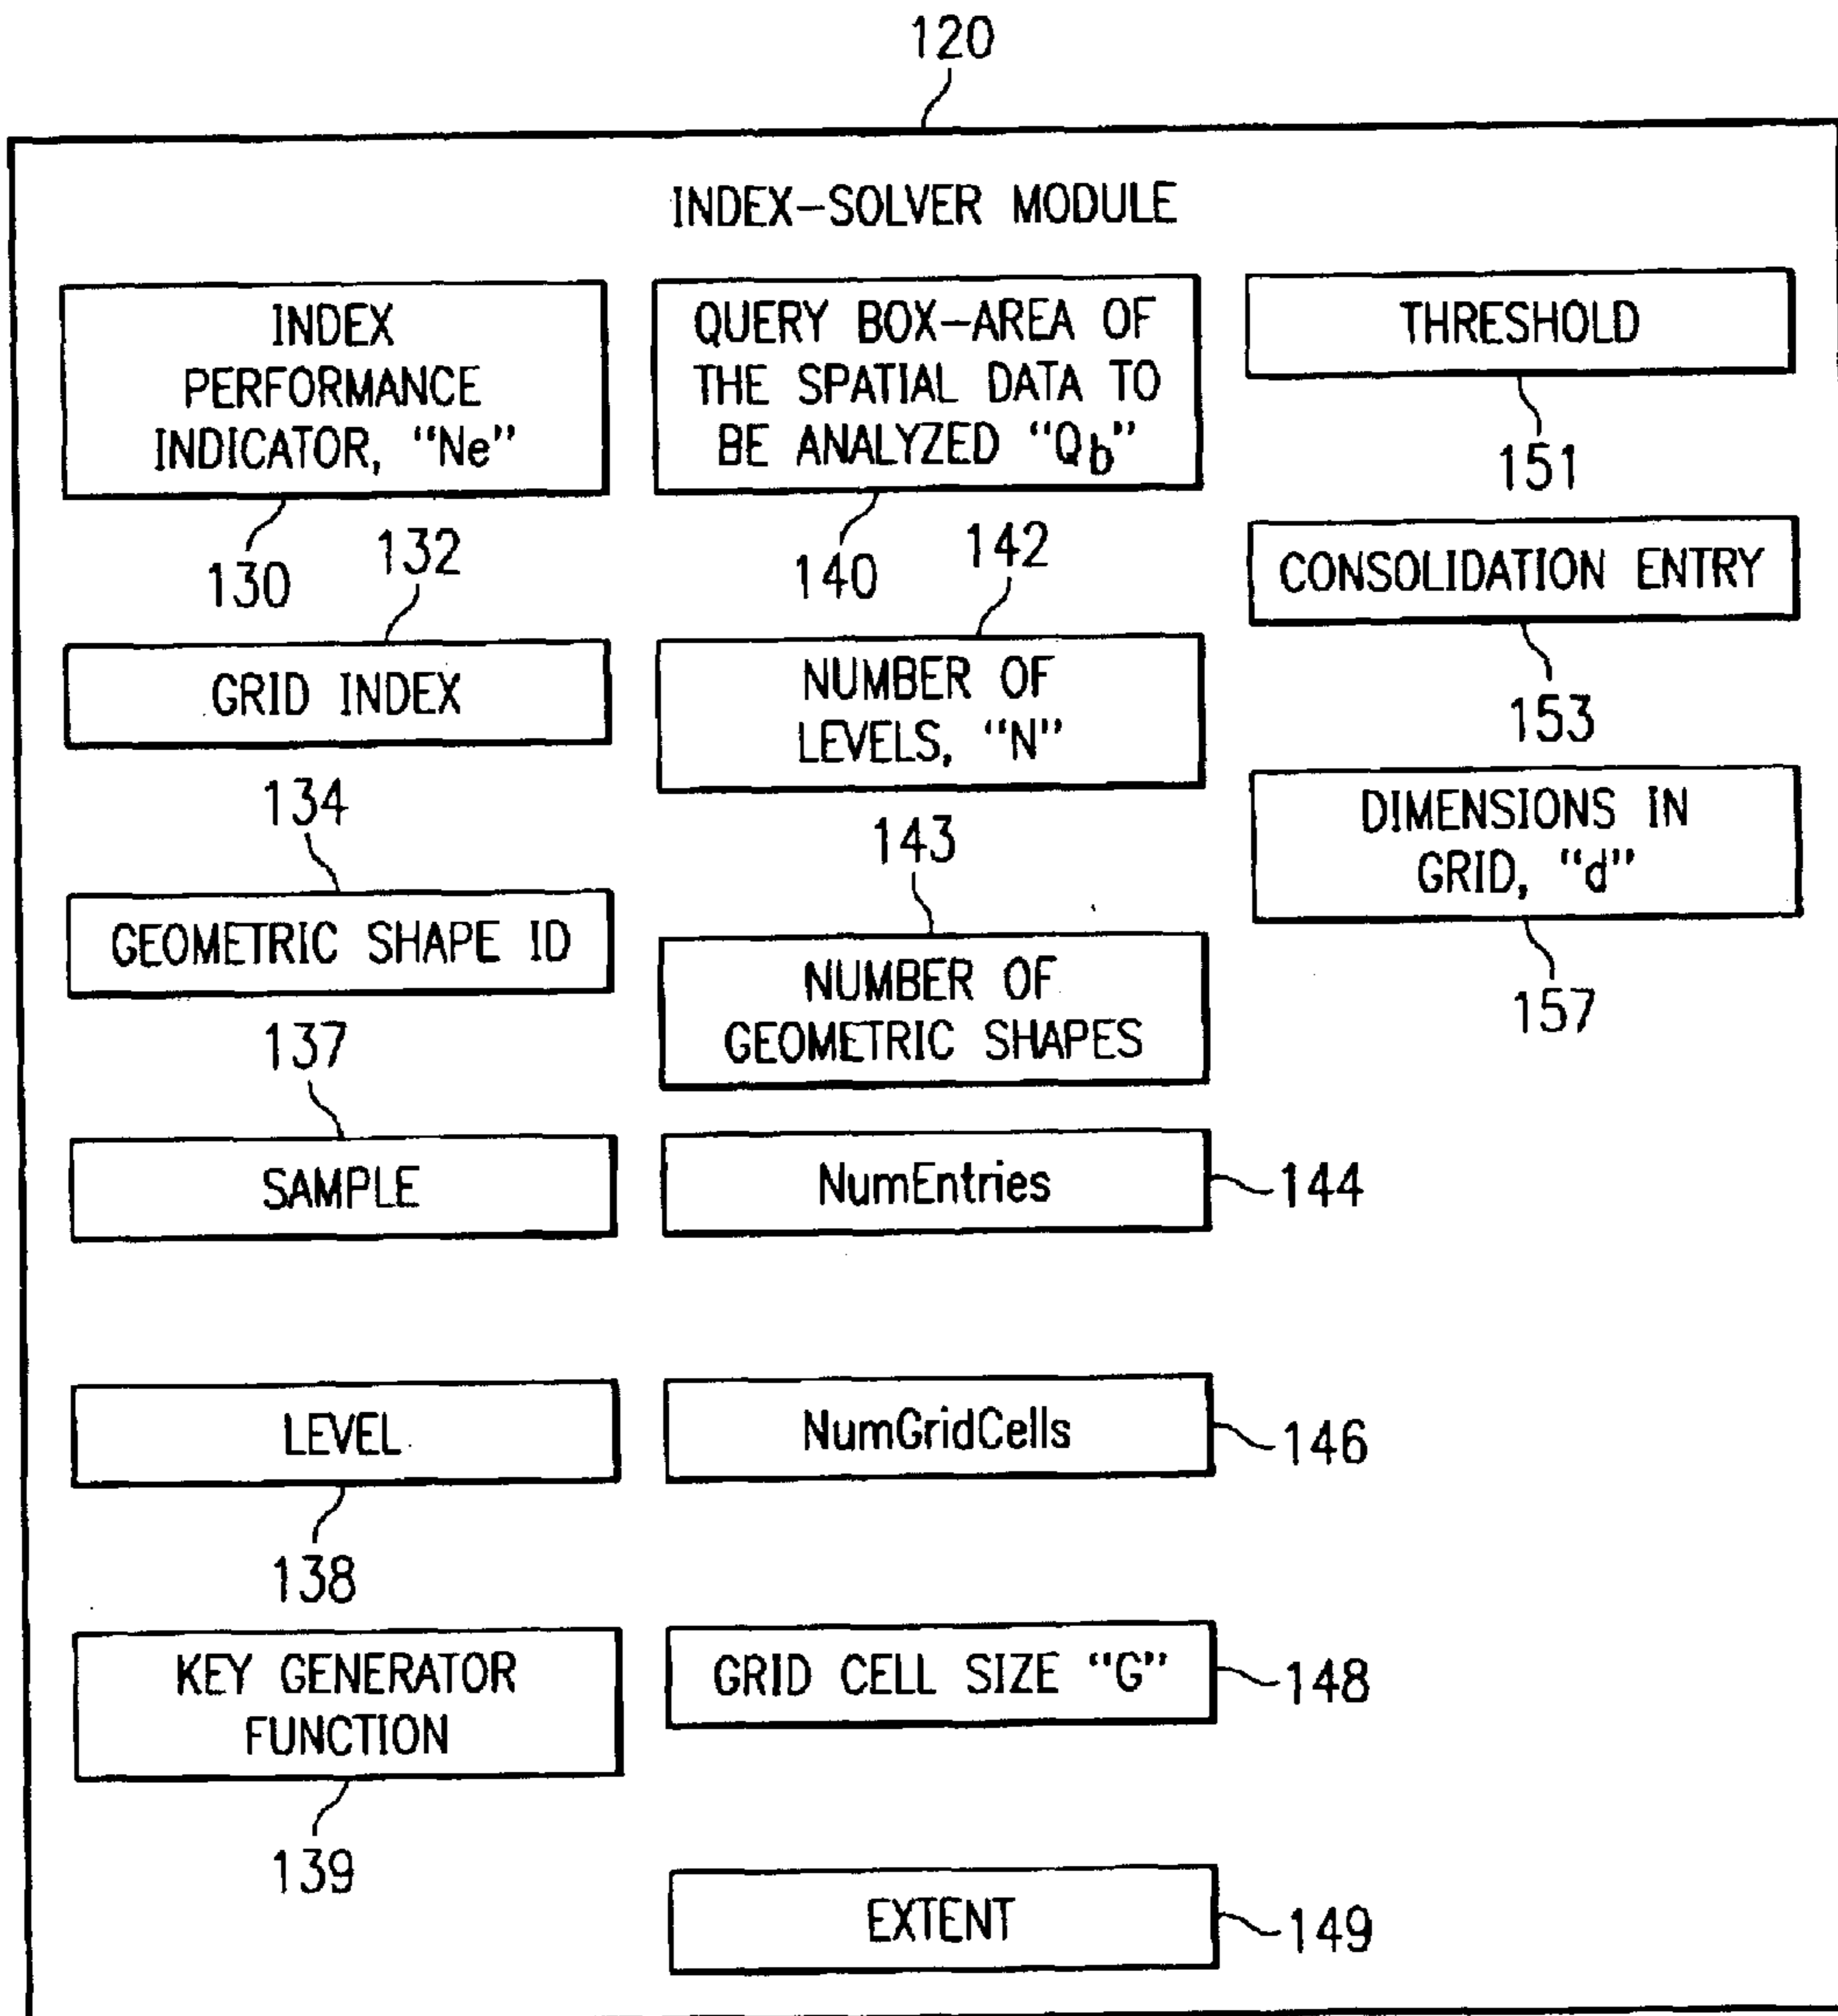 120
INDEX-SOLVER MODULE
INDEX
PERFORMANCE
INDICATOR, "Ne"
130
132
GRID INDEX
134
GEOMETRIC SHAPE ID
137
SAMPLE
LEVEL
138
KEY GENERATOR
FUNCTION
139
QUERY BOX-AREA OF
THE SPATIAL DATA TO
BE ANALYZED "Qb"
140
142
NUMBER OF
LEVELS, "N"
143
NUMBER OF
GEOMETRIC SHAPES
NumEntries
144
NumGridCells
146
GRID CELL SIZE "G"
148
EXTENT
149
THRESHOLD
151
CONSOLIDATION ENTRY
153
DIMENSIONS IN
GRID, "d"
157